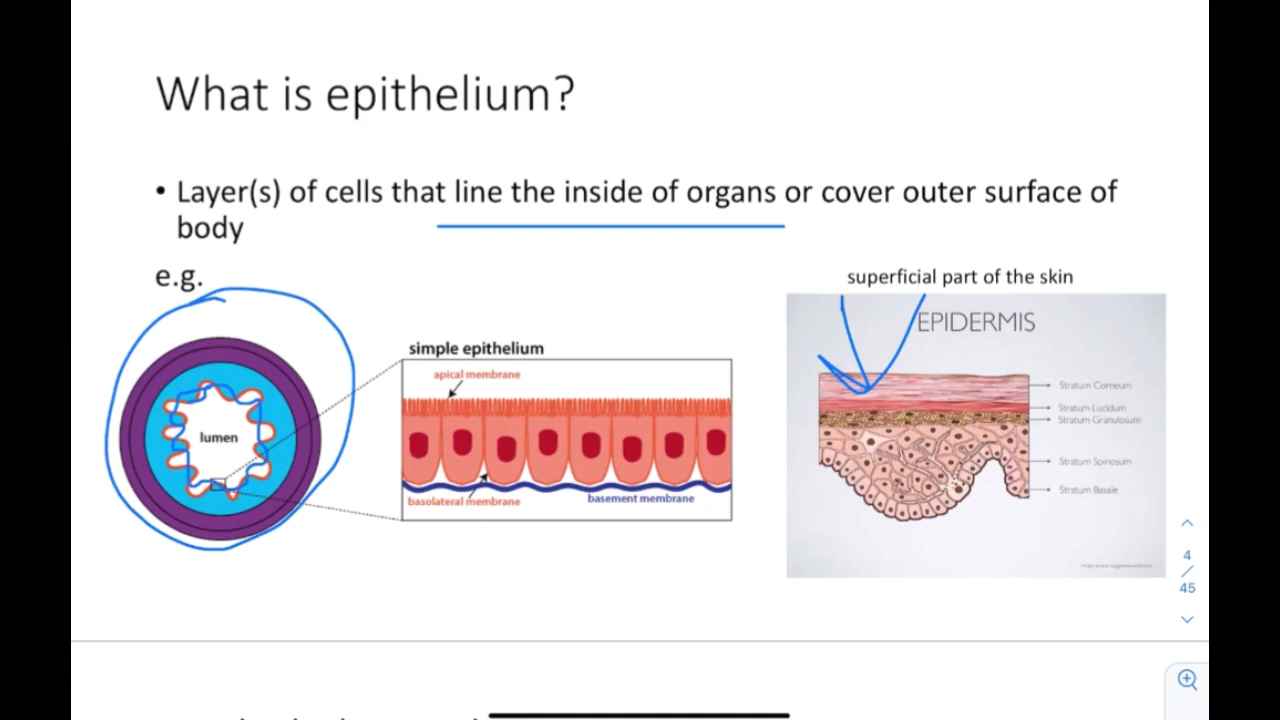 What is epithelium?
• Layer(s) of cells that line the inside of organs or cover outer surface of
body
e.g.
superficial part of the skin
EPIDERMIS
simple epithelium
apical membrane
lumen
basolateral membrane
basement membrane
Stratum Corneum
Stratum Lucidum
Stratum Granulosum
Stratum Spinosum
Stratum Basale
4
/
45